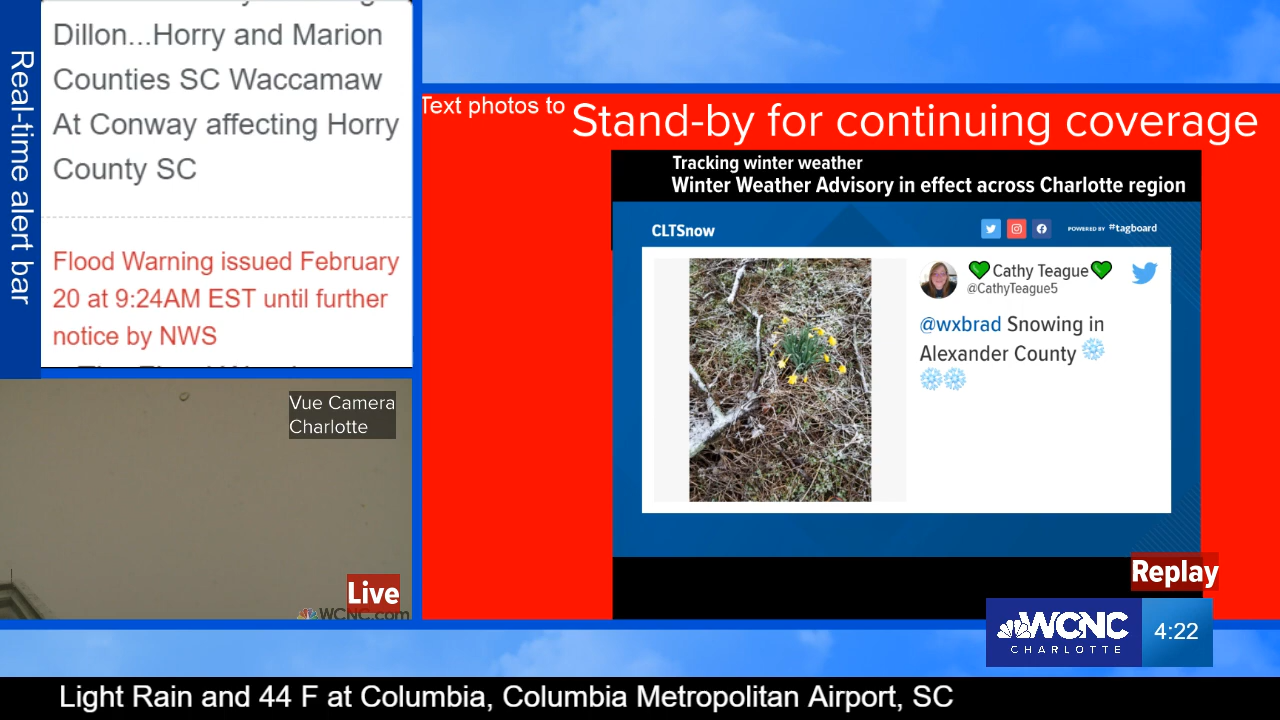 Real-time alert bar
Dillon...Horry and Marion
Counties SC Waccamaw
At Conway affecting Horry
County SC
Flood Warning issued February
20 at 9:24AM EST until further
notice by NWS
Vue Camera
Charlotte
Live
WCNC.com
Text photos to
Stand-by for continuing coverage
Tracking winter weather
Winter Weather Advisory in effect across Charlotte region
CLTSnow
POWERED BY #tagboard
Cathy Teague
@CathyTeague5
@wxbrad Snowing in
Alexander County
Replay
WCNC
CHARLOTTE
4:22
Light Rain and 44 F at Columbia, Columbia Metropolitan Airport, SC